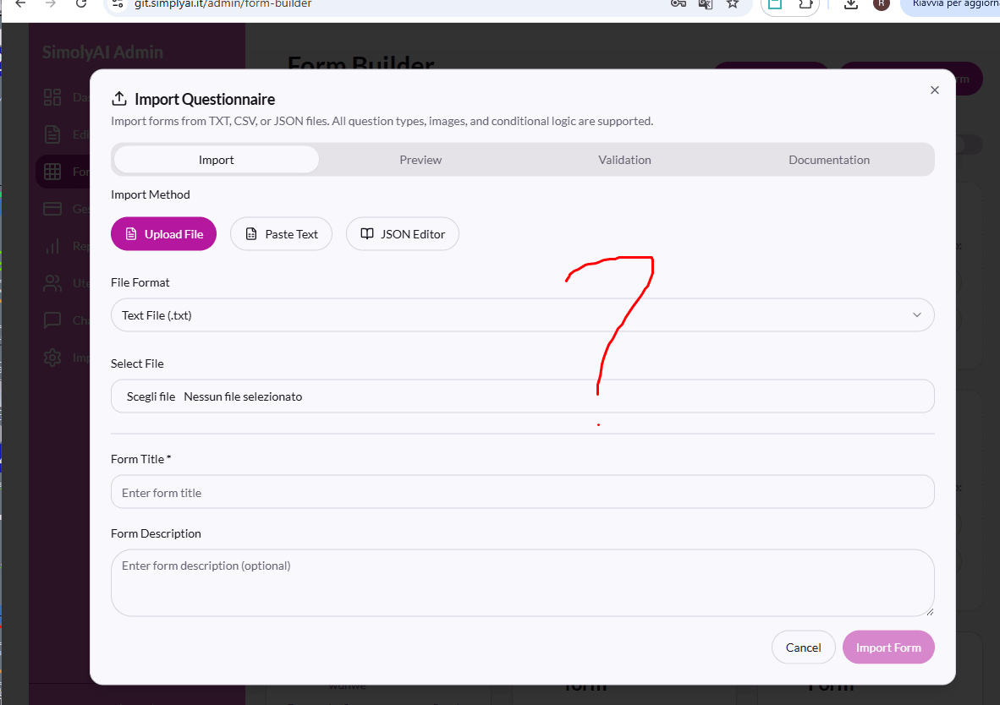 git.simplyai.it/admin/form-builder
R
Riavvia per aggiorn
SimolyAI Admin
Form Builder
Import Questionnaire
Import forms from TXT, CSV, or JSON files. All question types, images, and conditional logic are supported.
Import Preview Validation Documentation
Import Method
Upload File Paste Text JSON Editor
File Format
Text File (.txt)
?
Select File
Scegli file Nessun file selezionato
Form Title *
Enter form title
Form Description
Enter form description (optional)
Cancel Import Form